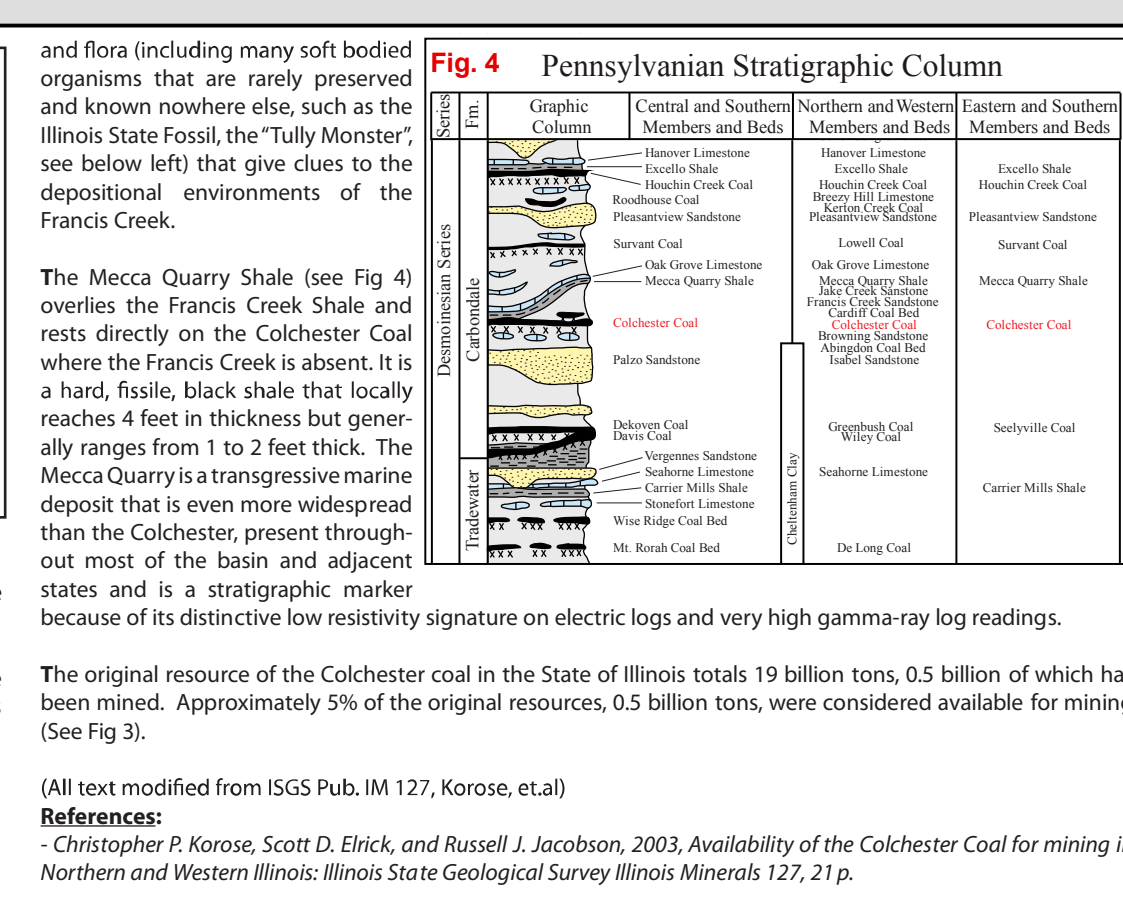 and flora (including many soft bodied
organisms that are rarely preserved
and known nowhere else, such as the
Illinois State Fossil, the “Tully Monster”,
see below left) that give clues to the
depositional environments of the
Francis Creek.
The Mecca Quarry Shale (see Fig 4)
overlies the Francis Creek Shale and
rests directly on the Colchester Coal
where the Francis Creek is absent. It is
a hard, fissile, black shale that locally
reaches 4 feet in thickness but gener-
ally ranges from 1 to 2 feet thick. The
Mecca Quarry is a transgressive marine
deposit that is even more widespread
than the Colchester, present through-
out most of the basin and adjacent
states and is a stratigraphic marker
because of its distinctive low resistivity signature on electric logs and very high gamma-ray log readings.
The original resource of the Colchester coal in the State of Illinois totals 19 billion tons, 0.5 billion of which ha
been mined. Approximately 5% of the original resources, 0.5 billion tons, were considered available for mining
(See Fig 3).
(All text modified from ISGS Pub. IM 127, Korose, et.al)
References:
- Christopher P. Korose, Scott D. Elrick, and Russell J. Jacobson, 2003, Availability of the Colchester Coal for mining i
Northern and Western Illinois: Illinois State Geological Survey Illinois Minerals 127, 21 p.
Fig. 4
Pennsylvanian Stratigraphic Column
Series
Fm.
Graphic
Column
Central and Southern
Members and Beds
Northern and Western
Members and Beds
Eastern and Southern
Members and Beds
Desmoinesian Series
Carbondale
Tradewater
Hanover Limestone
Excello Shale
Houchin Creek Coal
Roodhouse Coal
Pleasantview Sandstone
Survant Coal
Oak Grove Limestone
Mecca Quarry Shale
Colchester Coal
Palzo Sandstone
Dekoven Coal
Davis Coal
Vergennes Sandstone
Seahorne Limestone
Carrier Mills Shale
Stonefort Limestone
Wise Ridge Coal Bed
Mt. Rorah Coal Bed
Cheltenham Clay
Hanover Limestone
Excello Shale
Houchin Creek Coal
Breezy Hill Limestone
Kerton Creek Coal
Pleasantview Sandstone
Lowell Coal
Oak Grove Limestone
Mecca Quarry Shale
Jake Creek Sanstone
Francis Creek Sandstone
Cardiff Coal Bed
Colchester Coal
Browning Sandstone
Abingdon Coal Bed
Isabel Sandstone
Greenbush Coal
Wiley Coal
Seahorne Limestone
De Long Coal
Excello Shale
Houchin Creek Coal
Pleasantview Sandstone
Survant Coal
Mecca Quarry Shale
Colchester Coal
Seelyville Coal
Carrier Mills Shale